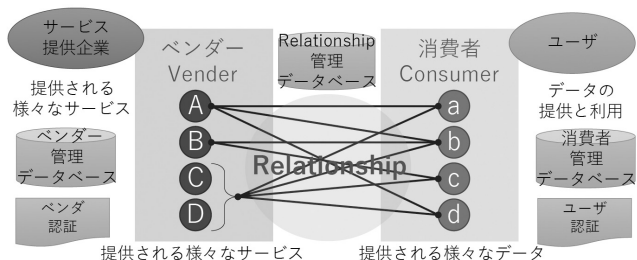 サービス
提供企業
提供される
様々なサービス
ベンダー
管理
データベース
ベンダ
認証
ベンダー
Vender
A
B
C
D
提供される様々なサービス
Relationship
管理
データベース
Relationship
消費者
Consumer
a
b
c
d
提供される様々なデータ
ユーザ
データの
提供と利用
消費者
管理
データベース
ユーザ
認証